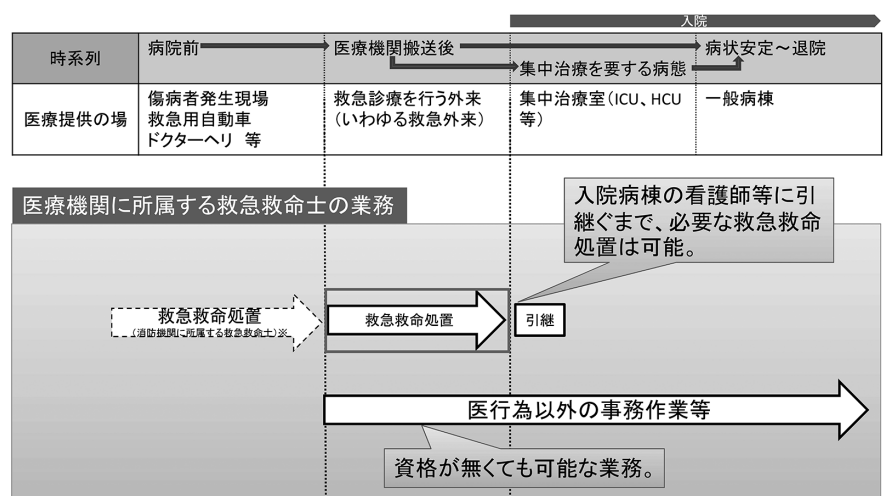 入院
時系列
病院前
医療機関搬送後
病状安定～退院
集中治療を要する病態
医療提供の場
傷病者発生現場
救急用自動車
ドクターヘリ 等
救急診療を行う外来
（いわゆる救急外来）
集中治療室（ICU、HCU
等）
一般病棟
医療機関に所属する救急救命士の業務
入院病棟の看護師等に引
継ぐまで、必要な救急救命
処置は可能。
救急救命処置
（消防機関に所属する救急救命士）※
救急救命処置
引継
医行為以外の事務作業等
資格が無くても可能な業務。